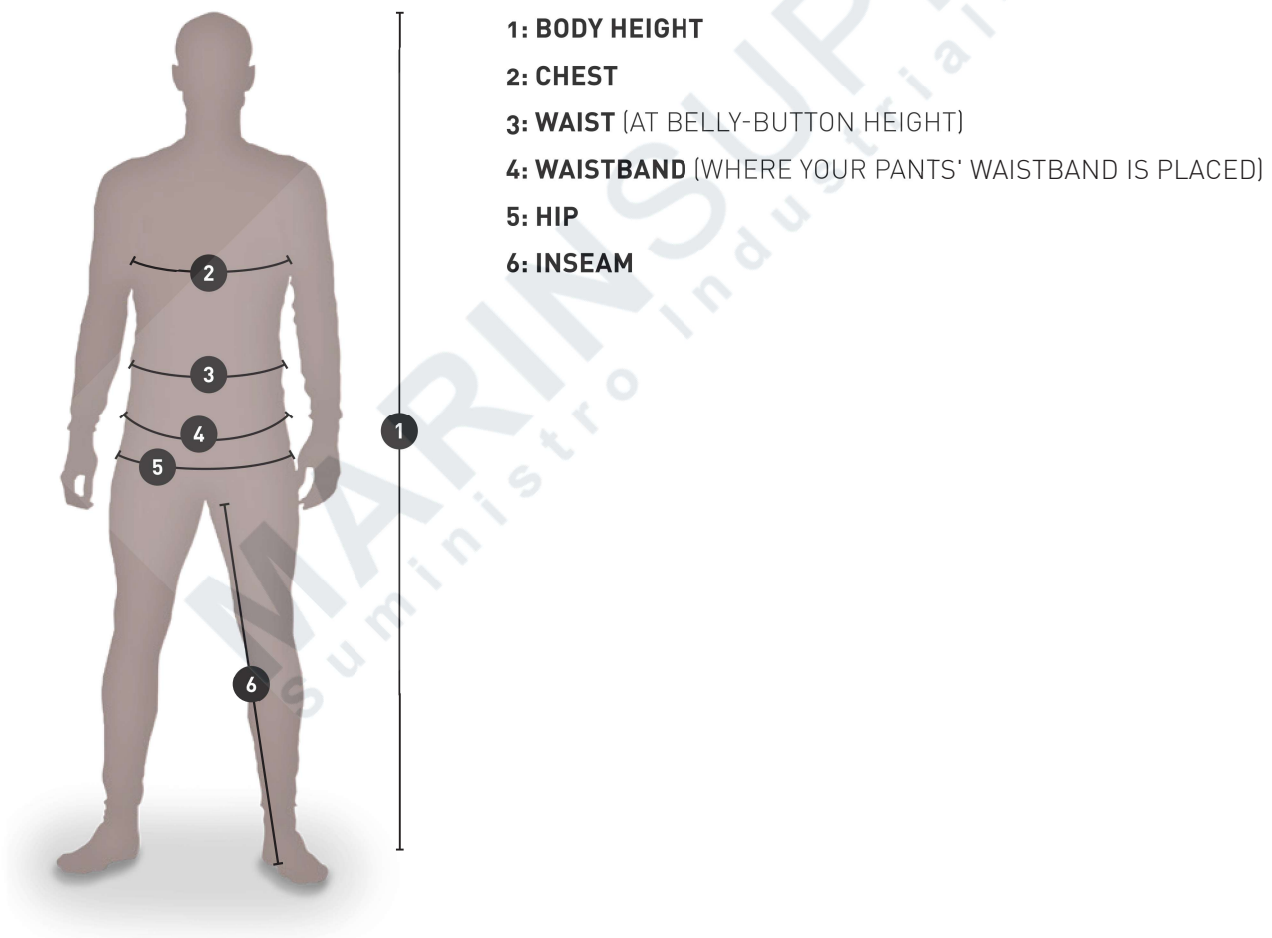 1: BODY HEIGHT
2: CHEST
3: WAIST (AT BELLY-BUTTON HEIGHT)
4: WAISTBAND (WHERE YOUR PANTS' WAISTBAND IS PLACED)
5: HIP
6: INSEAM
2
3
4
1
5
6
MARINSUP
Suministro Industrial